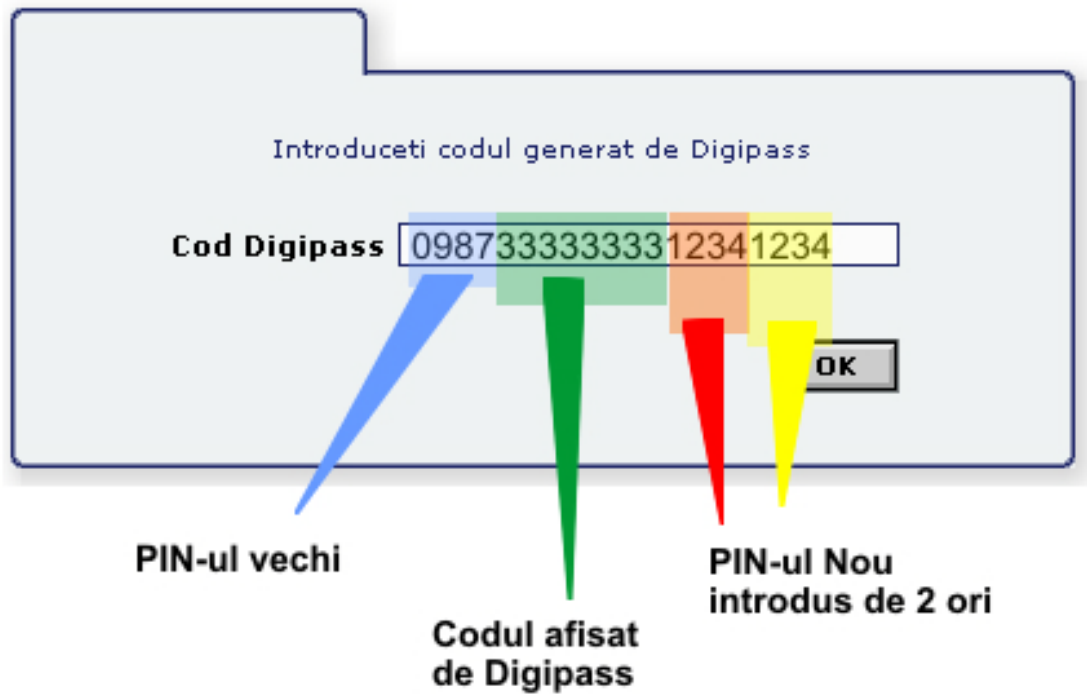 Introduceti codul generat de Digipass
Cod Digipass 09873333333312341234
OK
PIN-ul vechi
Codul afisat
de Digipass
PIN-ul Nou
introdus de 2 ori